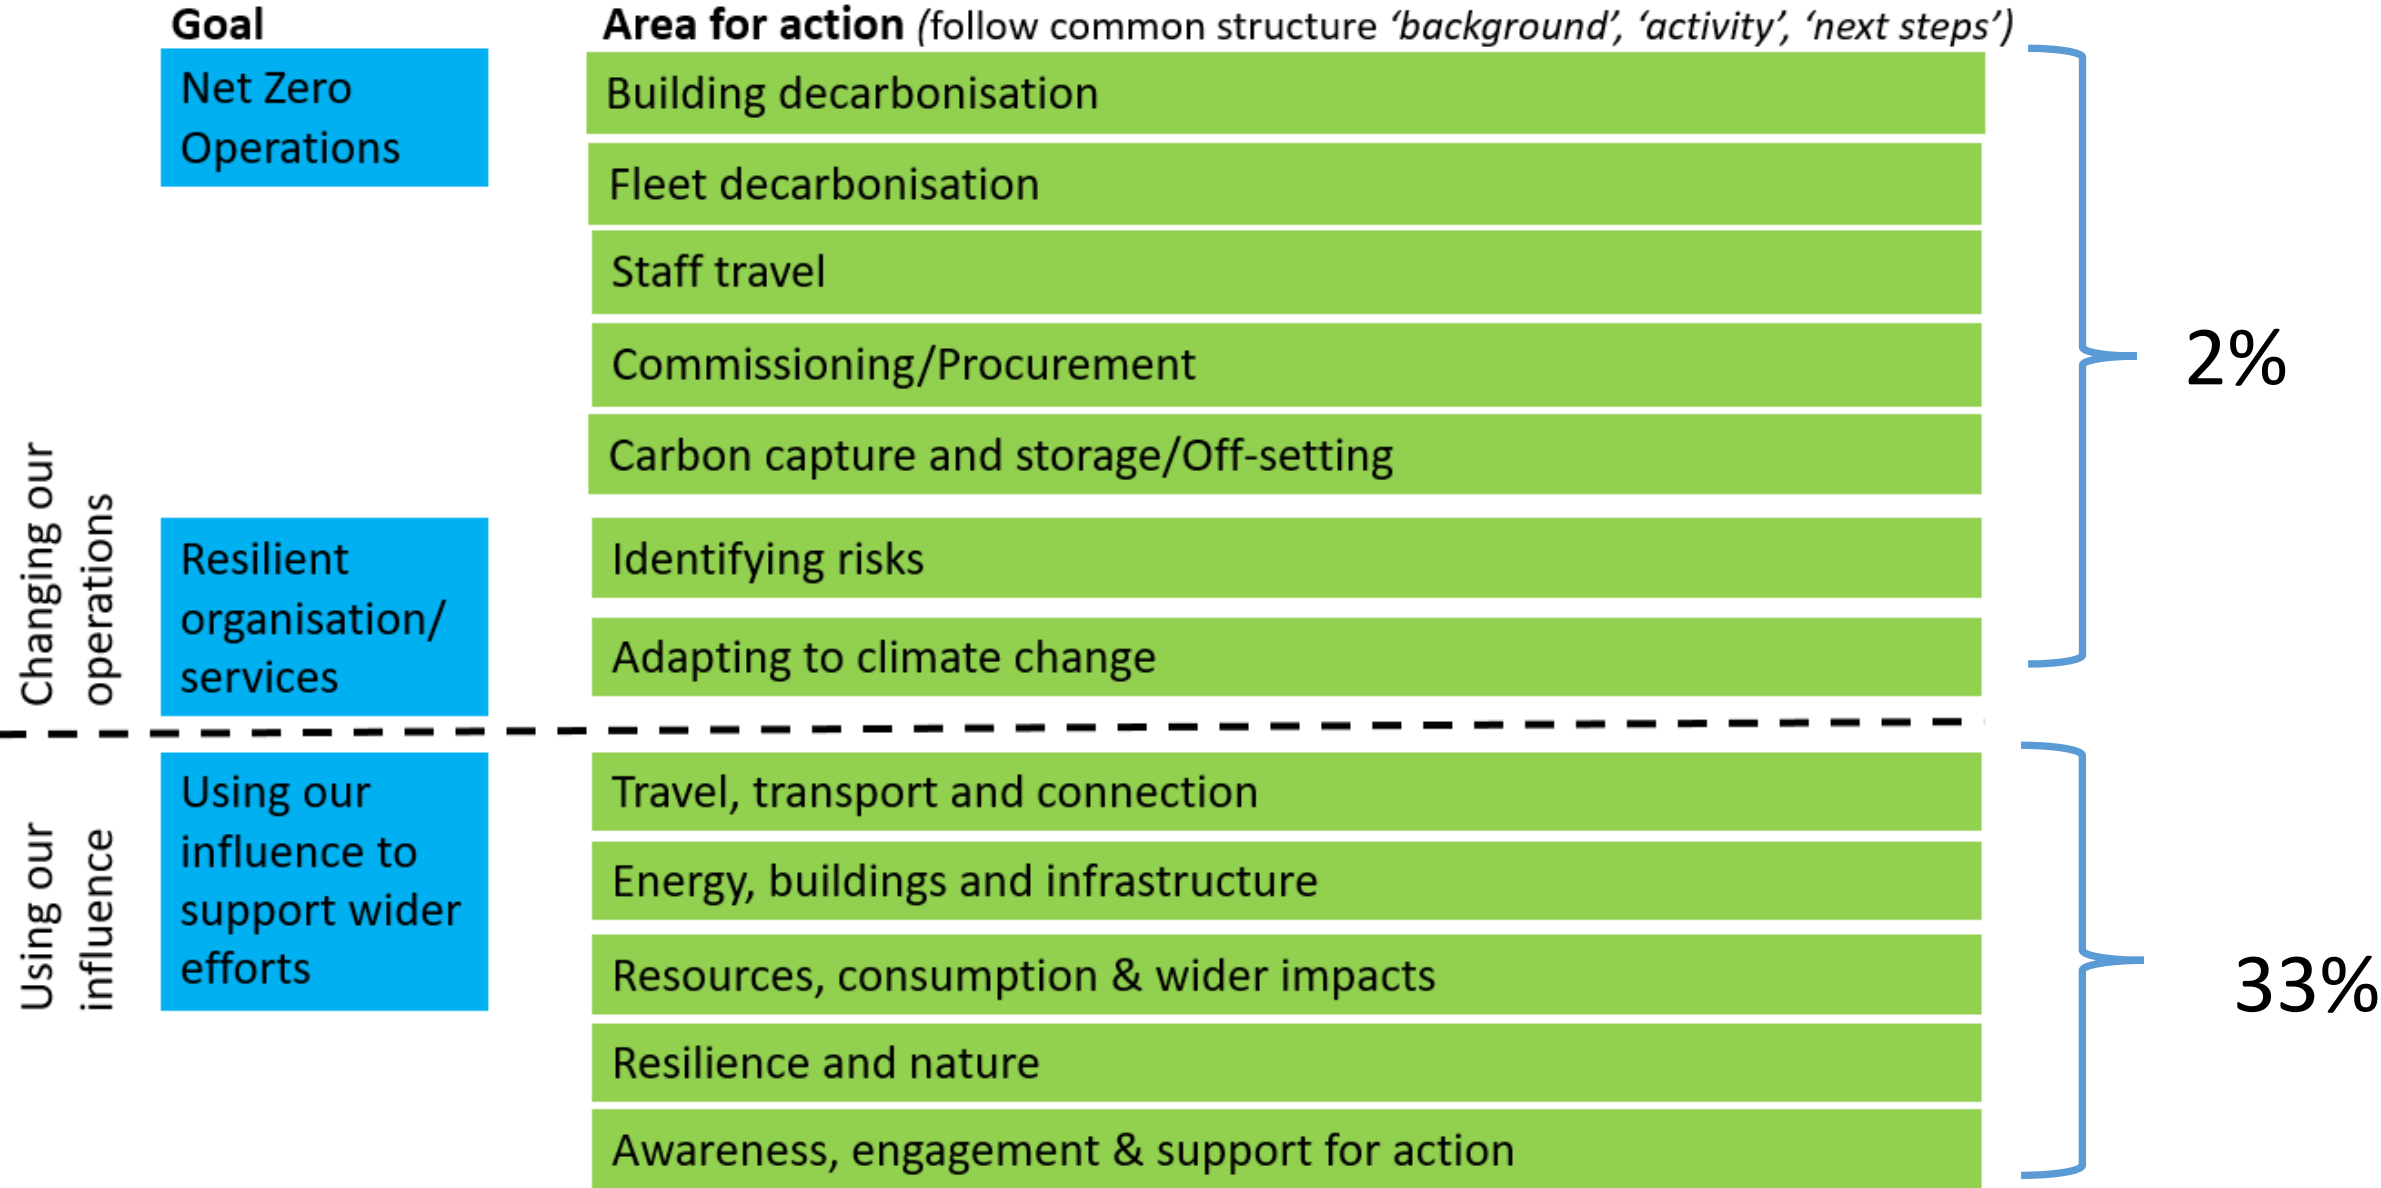 Goal
Area for action (follow common structure ‘background’, ‘activity’, ‘next steps’)
Net Zero
Operations
Building decarbonisation
Fleet decarbonisation
Staff travel
Commissioning/Procurement
Carbon capture and storage/Off-setting
2%
Changing our
operations
Resilient
organisation/
services
Identifying risks
Adapting to climate change
Using our
influence
Using our
influence to
support wider
efforts
Travel, transport and connection
Energy, buildings and infrastructure
Resources, consumption & wider impacts
Resilience and nature
Awareness, engagement & support for action
33%